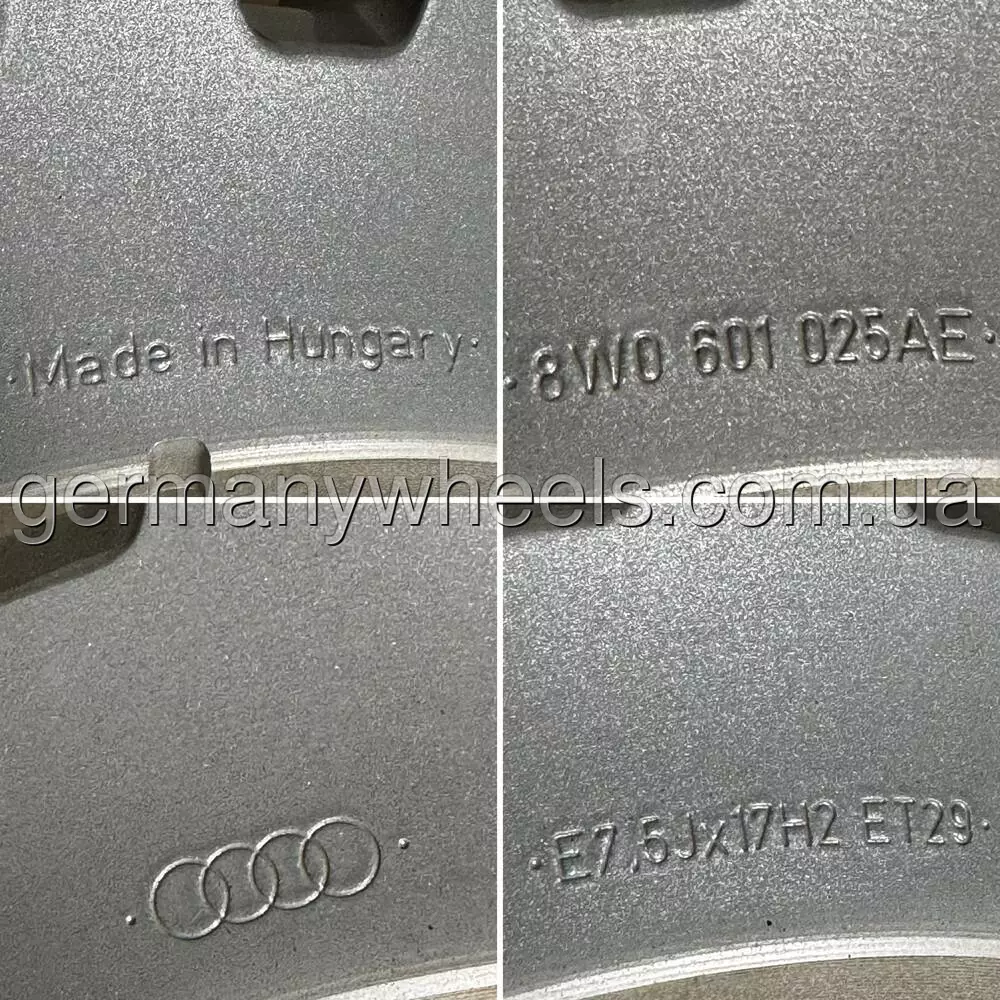 ·Made in Hungary·
·8W0 601 025AE·
germanywheels.com.ua
·E7,5Jx17H2 ET29·